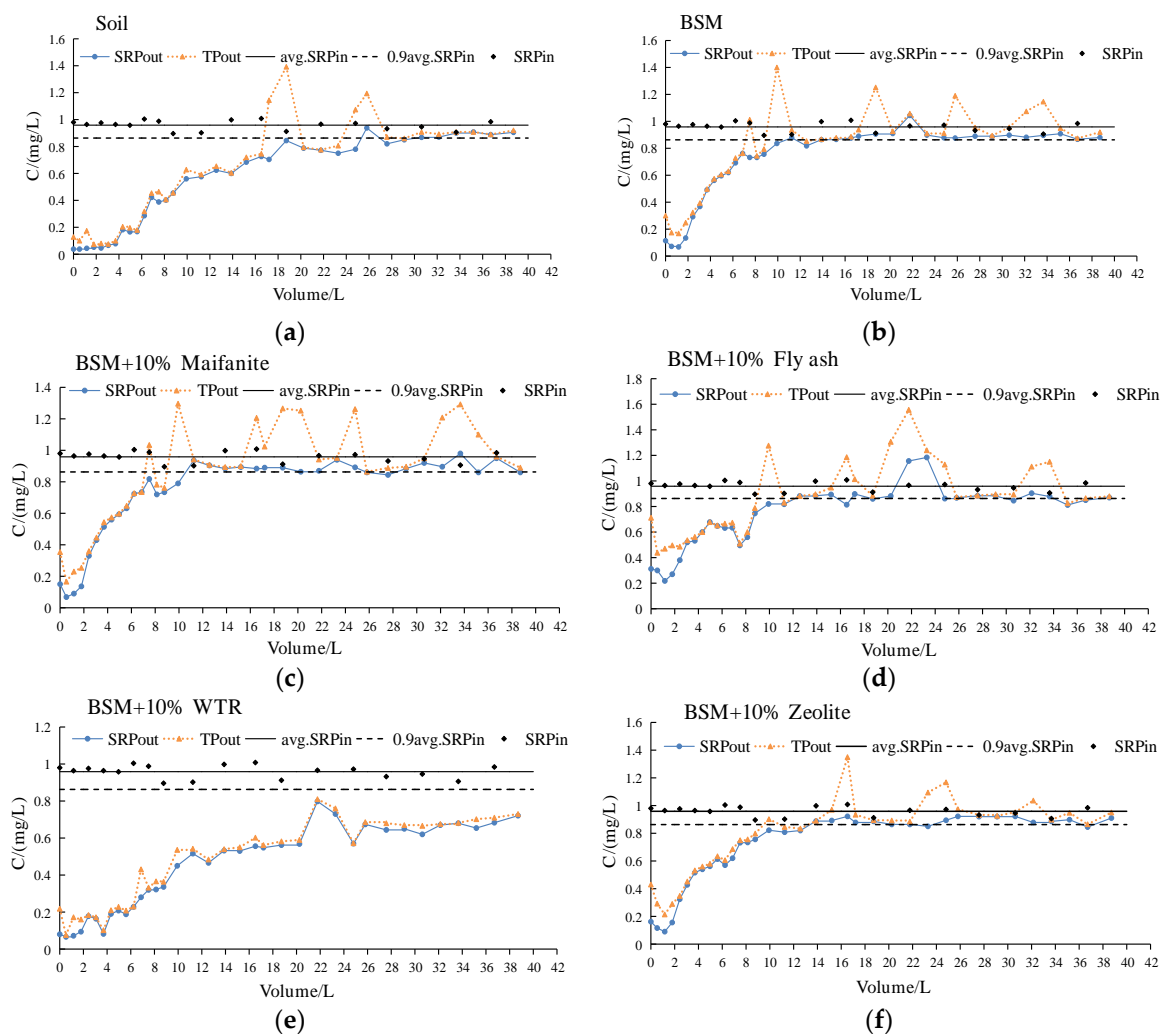 Soil
SRPout TPout avg.SRPin 0.9avg.SRPin SRPin
C/(mg/L)
1.6
1.4
1.2
1
0.8
0.6
0.4
0.2
0
0 2 4 6 8 10 12 14 16 18 20 22 24 26 28 30 32 34 36 38 40 42
Volume/L
(a)
BSM
SRPout TPout avg.SRPin 0.9avg.SRPin SRPin
C/(mg/L)
1.6
1.4
1.2
1
0.8
0.6
0.4
0.2
0
0 2 4 6 8 10 12 14 16 18 20 22 24 26 28 30 32 34 36 38 40 42
Volume/L
(b)
BSM+10% Maifanite
SRPout TPout avg.SRPin 0.9avg.SRPin SRPin
C/(mg/L)
1.4
1.2
1
0.8
0.6
0.4
0.2
0
0 2 4 6 8 10 12 14 16 18 20 22 24 26 28 30 32 34 36 38 40 42
Volume/L
(c)
BSM+10% Fly ash
SRPout TPout avg.SRPin 0.9avg.SRPin SRPin
C/(mg/L)
1.8
1.6
1.4
1.2
1
0.8
0.6
0.4
0.2
0
0 2 4 6 8 10 12 14 16 18 20 22 24 26 28 30 32 34 36 38 40 42
Volume/L
(d)
BSM+10% WTR
SRPout TPout avg.SRPin 0.9avg.SRPin SRPin
C/(mg/L)
1.2
1
0.8
0.6
0.4
0.2
0
0 2 4 6 8 10 12 14 16 18 20 22 24 26 28 30 32 34 36 38 40 42
Volume/L
(e)
BSM+10% Zeolite
SRPout TPout avg.SRPin 0.9avg.SRPin SRPin
C/(mg/L)
1.6
1.4
1.2
1
0.8
0.6
0.4
0.2
0
0 2 4 6 8 10 12 14 16 18 20 22 24 26 28 30 32 34 36 38 40 42
Volume/L
(f)